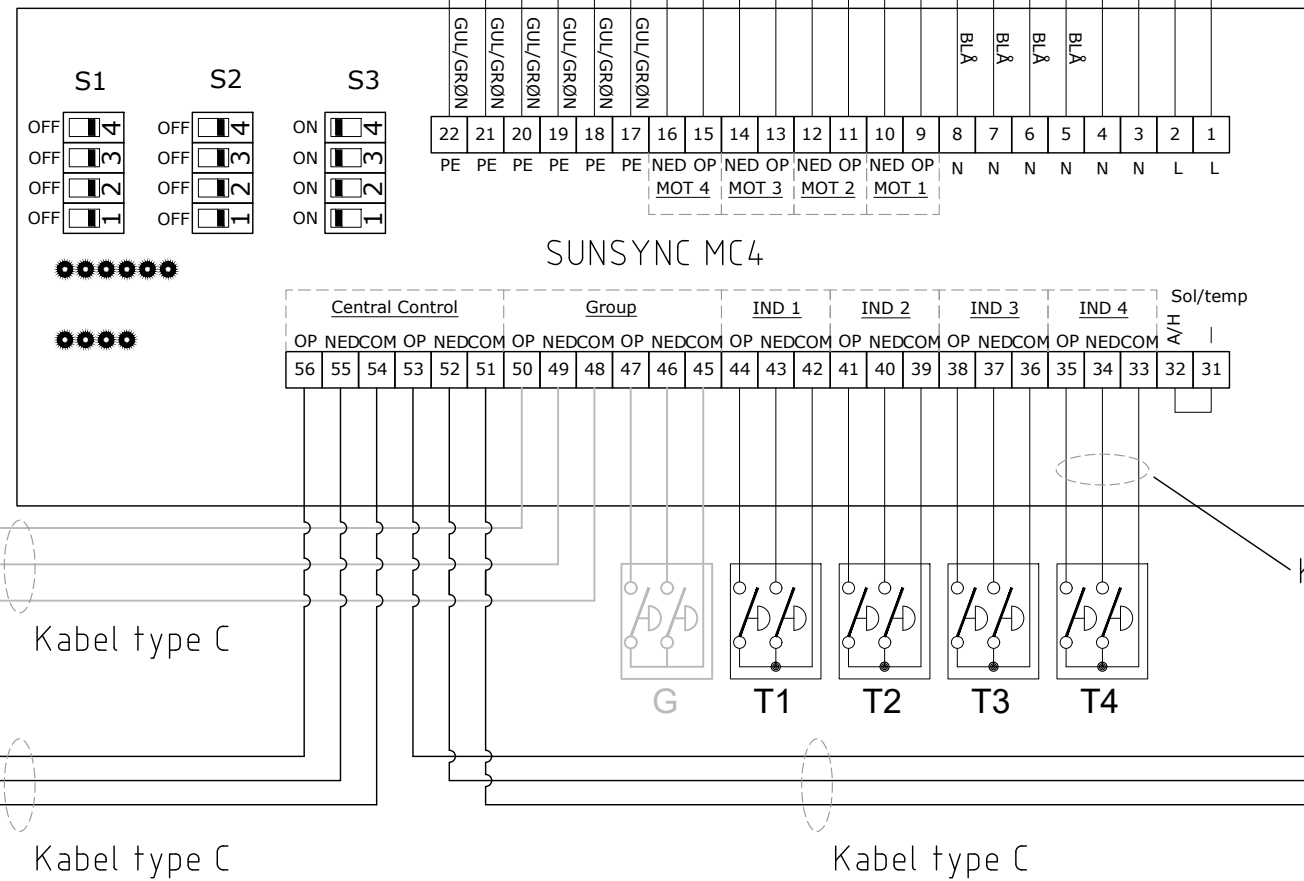 GUL/GRØN GUL/GRØN GUL/GRØN GUL/GRØN GUL/GRØN GUL/GRØN BLÅ BLÅ BLÅ BLÅ
S1 S2 S3
OFF 4 OFF 4 ON 4
OFF 3 OFF 3 ON 3
OFF 2 OFF 2 ON 2
OFF 1 OFF 1 ON 1
22 21 20 19 18 17 16 15 14 13 12 11 10 9 8 7 6 5 4 3 2 1
PE PE PE PE PE PE NED OP NED OP NED OP NED OP N N N N N N L L
MOT 4 MOT 3 MOT 2 MOT 1
SUNSYNC MC4
Central Control Group IND 1 IND 2 IND 3 IND 4 Sol/temp
OP NED COM OP NED COM OP NED COM OP NED COM OP NED COM OP NED COM OP NED COM OP NED COM A/H —
56 55 54 53 52 51 50 49 48 47 46 45 44 43 42 41 40 39 38 37 36 35 34 33 32 31
Kabel type C
G T1 T2 T3 T4
Kabel type C Kabel type C